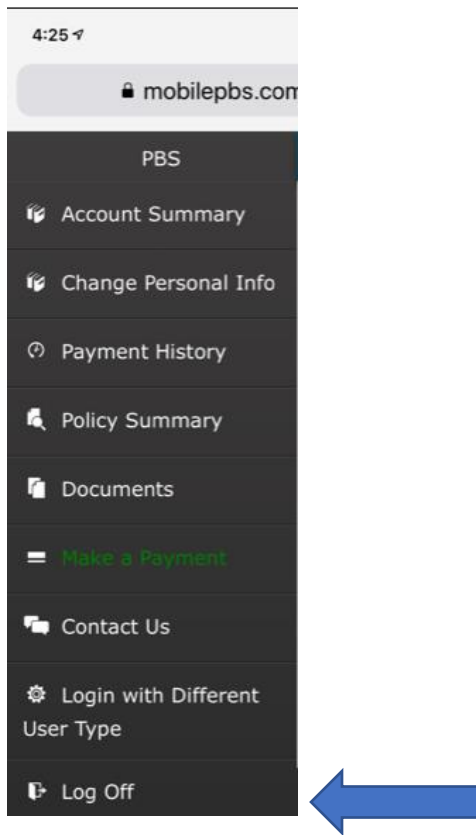 4:25
mobilepbs.com
PBS
Account Summary
Change Personal Info
Payment History
Policy Summary
Documents
Make a Payment
Contact Us
Login with Different
User Type
Log Off